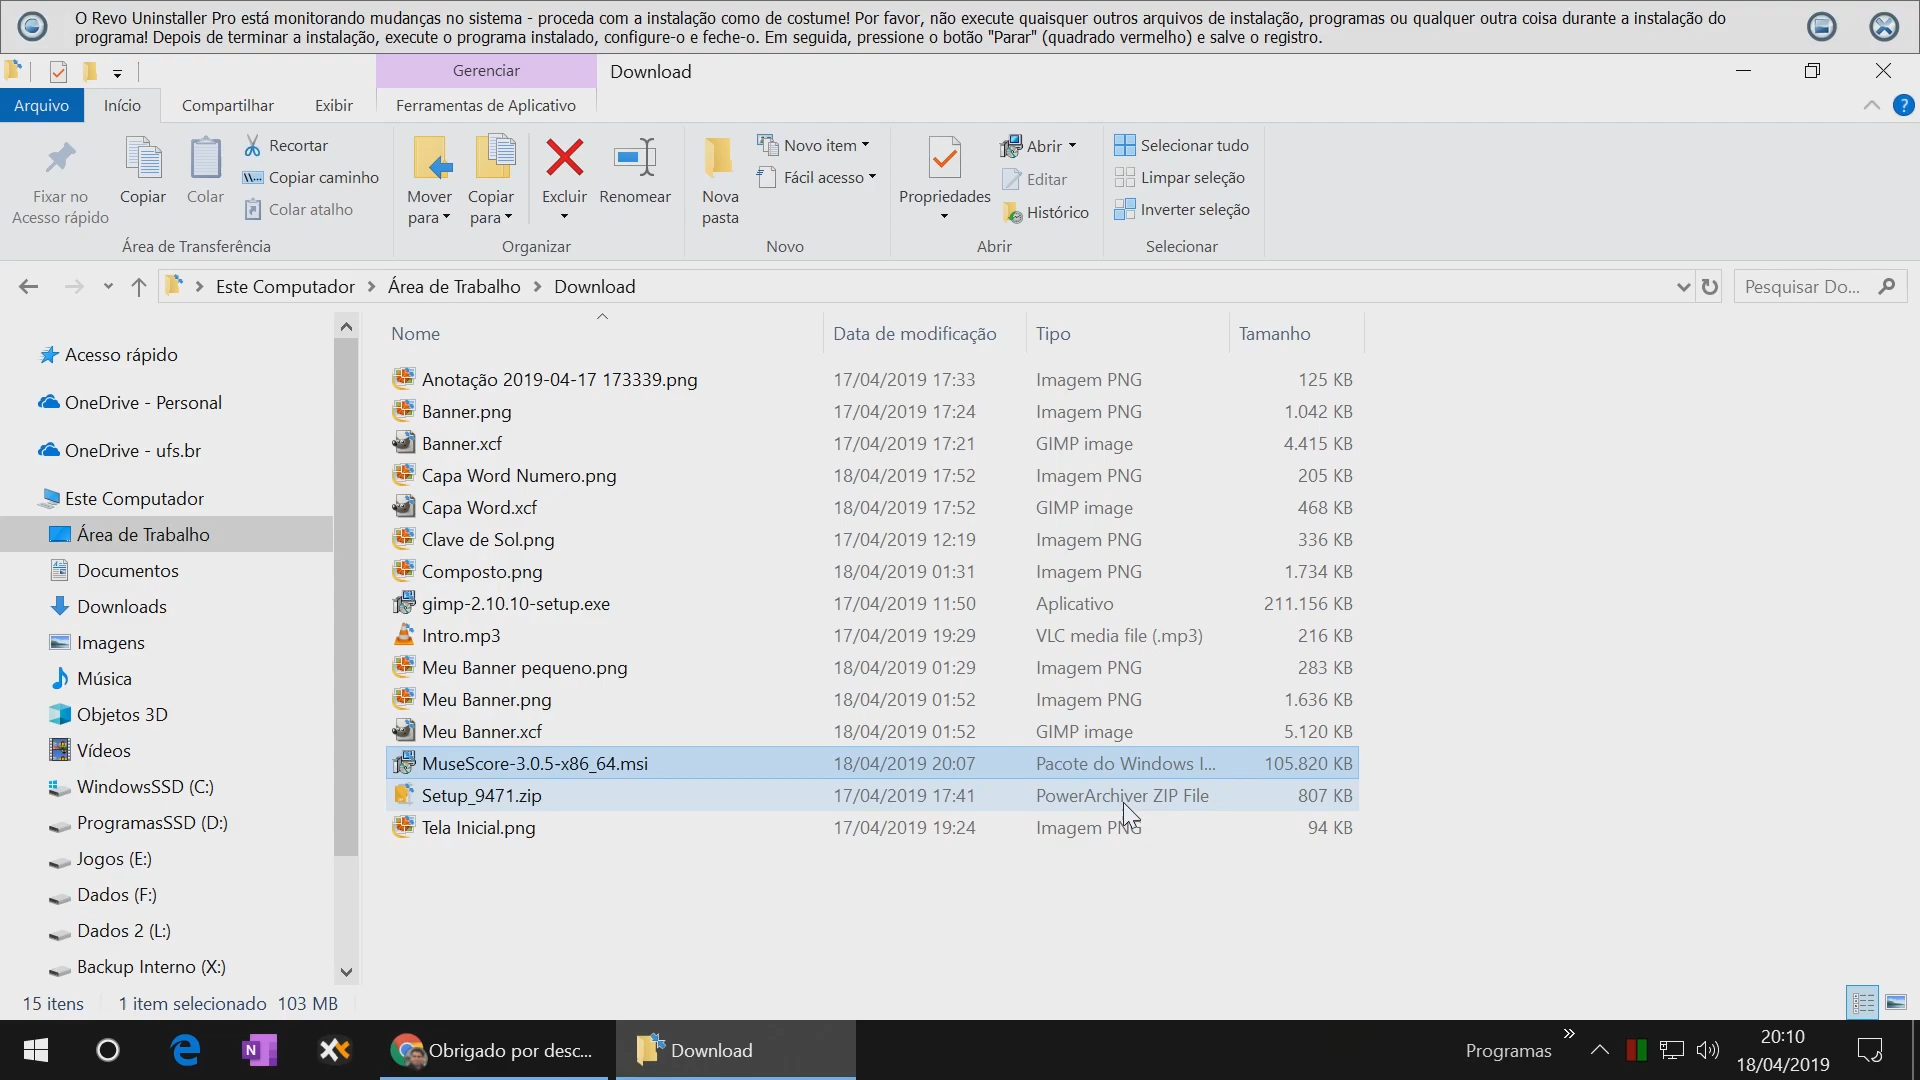 O Revo Uninstaller Pro está monitorando mudanças no sistema - proceda com a instalação como de costume! Por favor, não execute quaisquer outros arquivos de instalação, programas ou qualquer outra coisa durante a instalação do
programa! Depois de terminar a instalação, execute o programa instalado, configure-o e feche-o. Em seguida, pressione o botão "Parar" (quadrado vermelho) e salve o registro.
Gerenciar
Download
Arquivo
Início
Compartilhar
Exibir
Ferramentas de Aplicativo
Fixar no
Acesso rápido
Copiar
Colar
Recortar
Copiar caminho
Colar atalho
Área de Transferência
Mover
para
Copiar
para
Excluir
Renomear
Organizar
Nova
pasta
Novo item
Fácil acesso
Novo
Propriedades
Abrir
Editar
Histórico
Abrir
Selecionar tudo
Limpar seleção
Inverter seleção
Selecionar
Este Computador
Área de Trabalho
Download
Pesquisar Do...
Acesso rápido
OneDrive - Personal
OneDrive - ufs.br
Este Computador
Área de Trabalho
Documentos
Downloads
Imagens
Música
Objetos 3D
Vídeos
WindowsSSD (C:)
ProgramasSSD (D:)
Jogos (E:)
Dados (F:)
Dados 2 (L:)
Backup Interno (X:)
Nome Data de modificação Tipo Tamanho
Anotação 2019-04-17 173339.png 17/04/2019 17:33 Imagem PNG 125 KB
Banner.png 17/04/2019 17:24 Imagem PNG 1.042 KB
Banner.xcf 17/04/2019 17:21 GIMP image 4.415 KB
Capa Word Numero.png 18/04/2019 17:52 Imagem PNG 205 KB
Capa Word.xcf 18/04/2019 17:52 GIMP image 468 KB
Clave de Sol.png 17/04/2019 12:19 Imagem PNG 336 KB
Composto.png 18/04/2019 01:31 Imagem PNG 1.734 KB
gimp-2.10.10-setup.exe 17/04/2019 11:50 Aplicativo 211.156 KB
Intro.mp3 17/04/2019 19:29 VLC media file (.mp3) 216 KB
Meu Banner pequeno.png 18/04/2019 01:29 Imagem PNG 283 KB
Meu Banner.png 18/04/2019 01:52 Imagem PNG 1.636 KB
Meu Banner.xcf 18/04/2019 01:52 GIMP image 5.120 KB
MuseScore-3.0.5-x86_64.msi 18/04/2019 20:07 Pacote do Windows I... 105.820 KB
Setup_9471.zip 17/04/2019 17:41 PowerArchiver ZIP File 807 KB
Tela Inicial.png 17/04/2019 19:24 Imagem PNG 94 KB
15 itens 1 item selecionado 103 MB
Obrigado por desc...
Download
Programas
20:10
18/04/2019